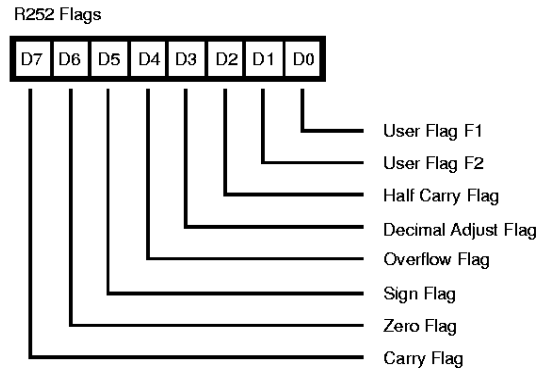 R252 Flags
D7 D6 D5 D4 D3 D2 D1 D0
User Flag F1
User Flag F2
Half Carry Flag
Decimal Adjust Flag
Overflow Flag
Sign Flag
Zero Flag
Carry Flag